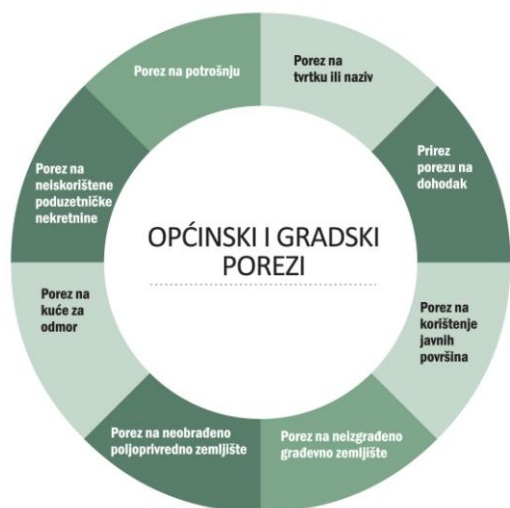 OPĆINSKI I GRADSKI
POREZI
Porez na
tvrtku ili naziv
Prirez
porezu na
dohodak
Porez na
korištenje
javnih
površina
Porez na neizgrađeno
građevno zemljište
Porez na neobrađeno
poljoprivredno zemljište
Porez na
kuće za
odmor
Porez na
neiskorištene
poduzetničke
nekretnine
Porez na potrošnju